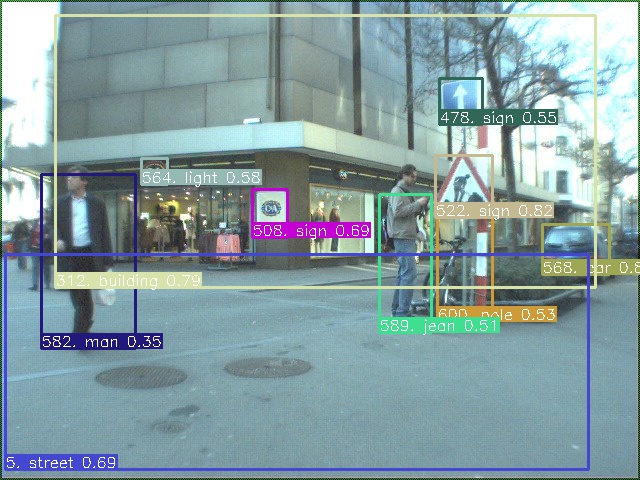 478. sign 0.55
564. light 0.58
522. sign 0.82
508. sign 0.69
C&A
568. car 0.8
312. building 0.79
600. pole 0.53
589. jean 0.51
582. man 0.35
5. street 0.69